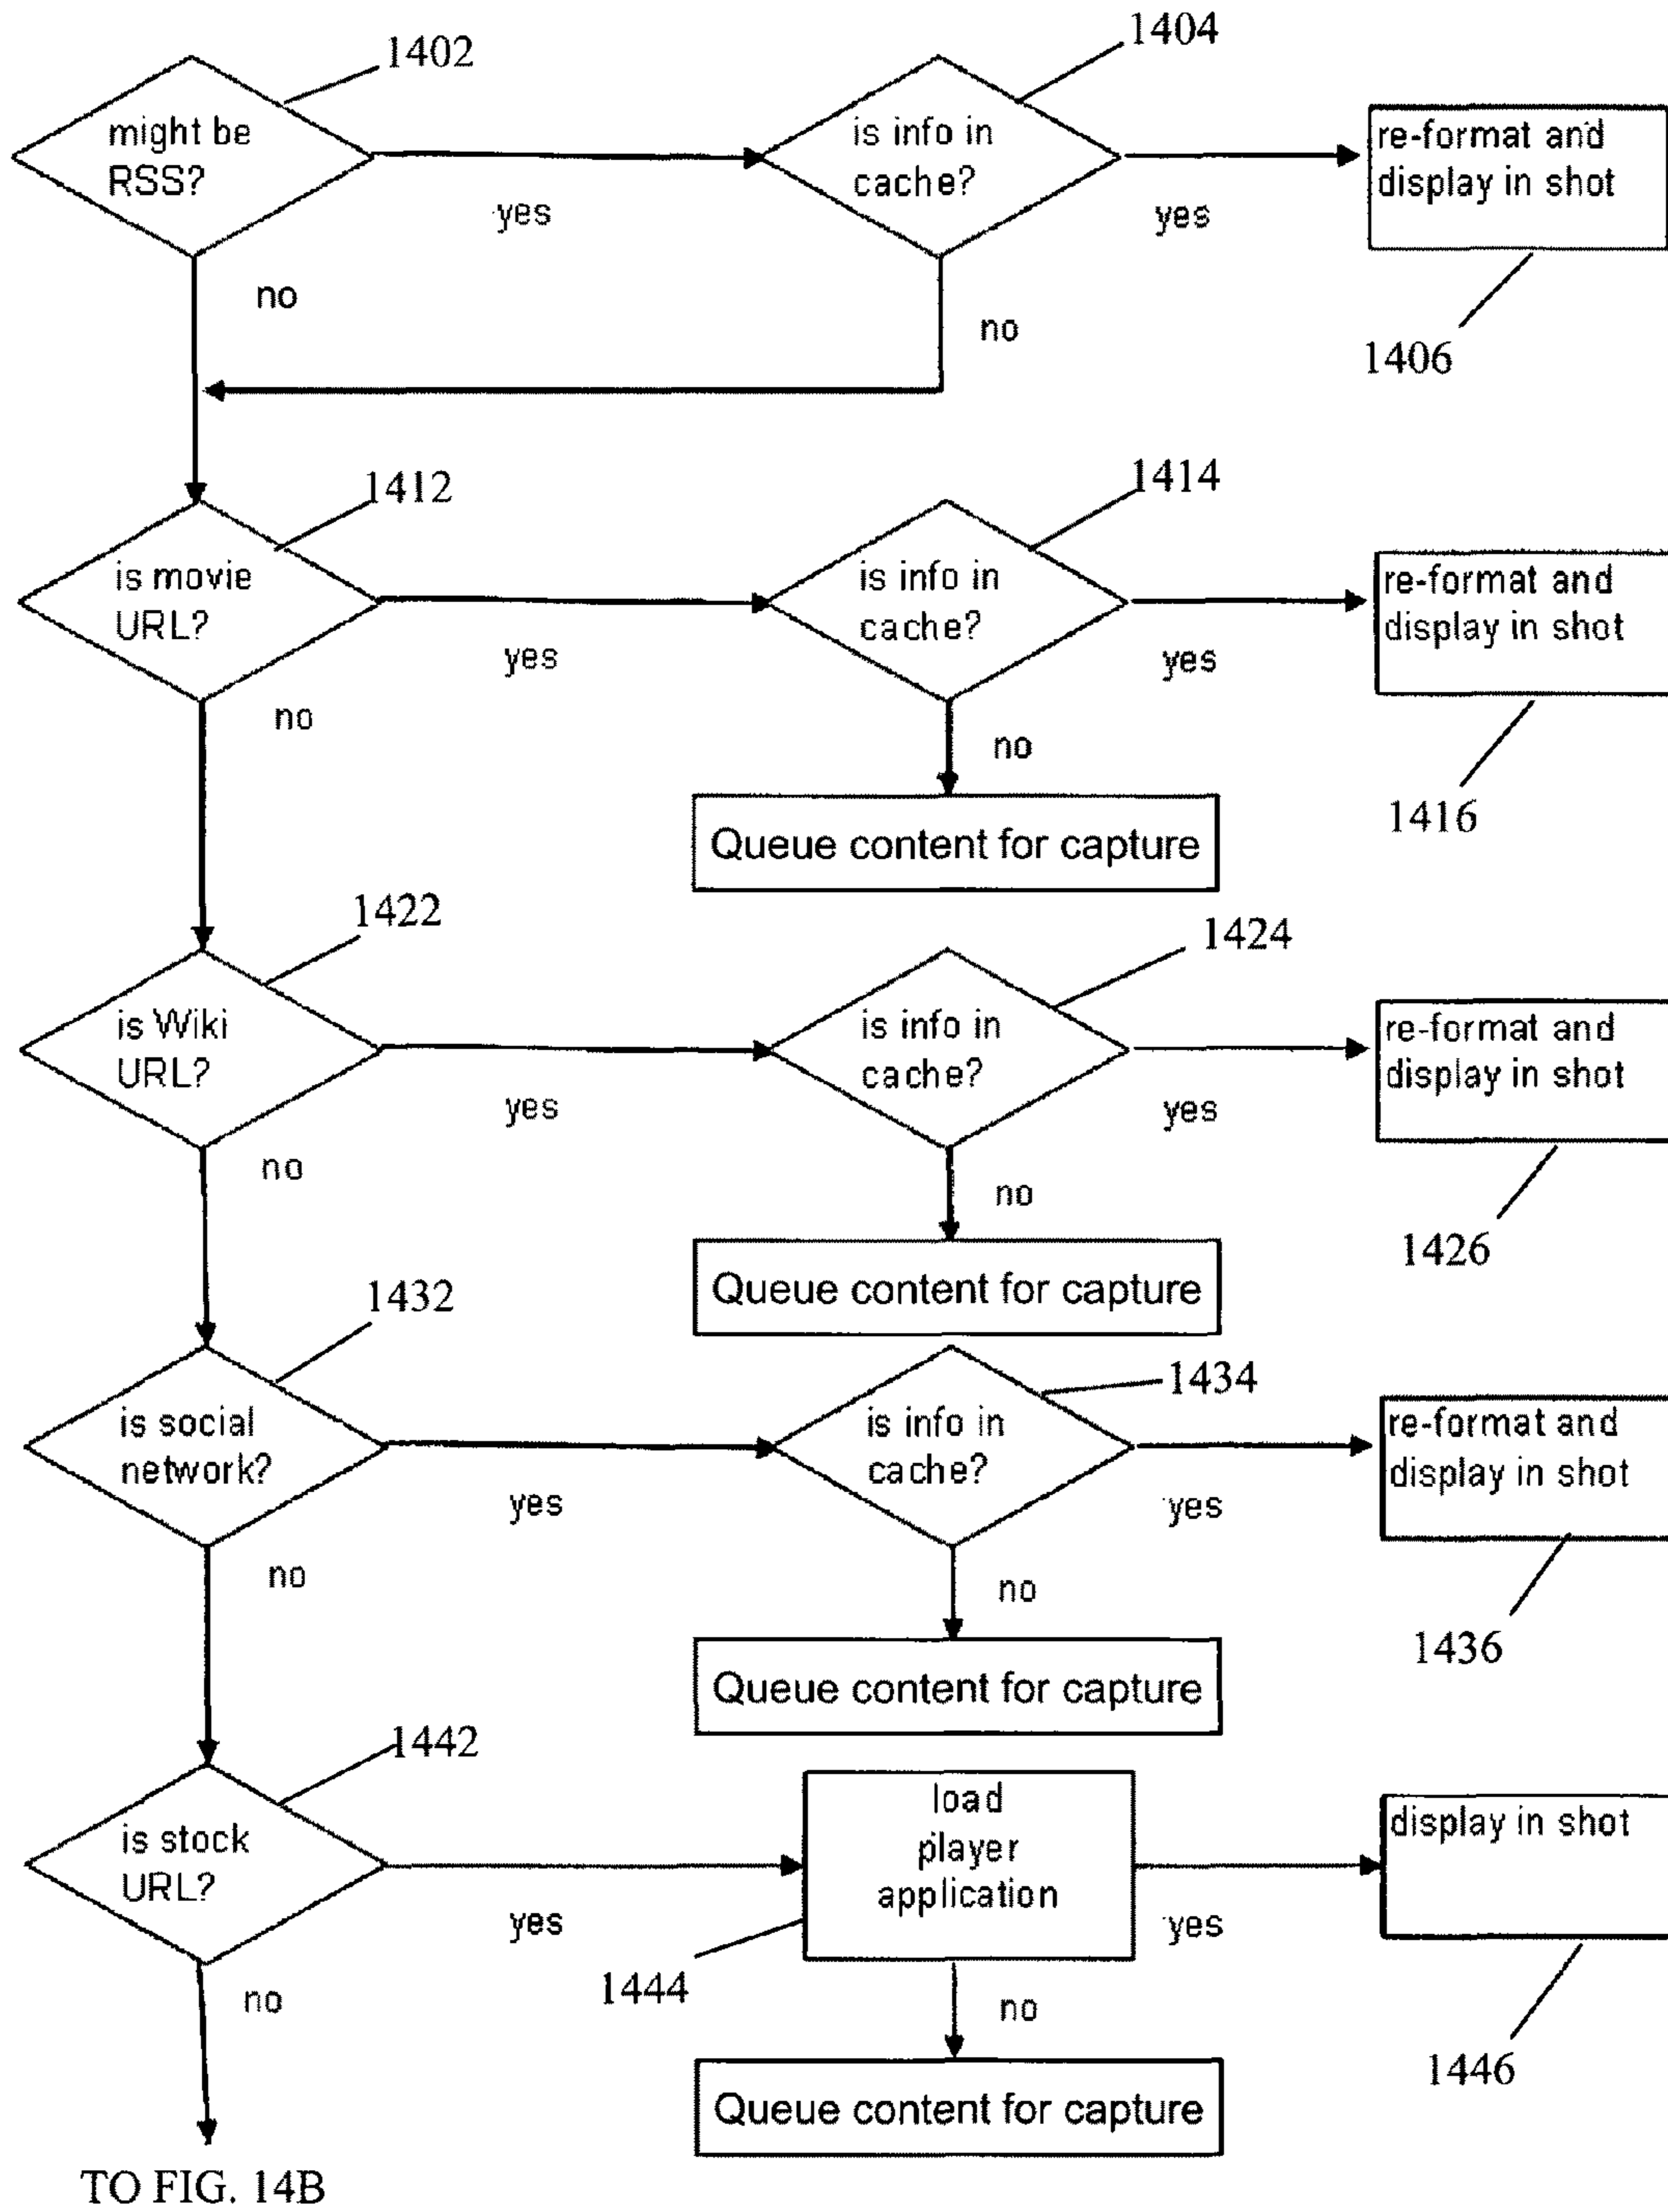 1402
1404
might be
RSS?
yes
is info in
cache?
yes
re-format and
display in shot
no
no
1406
1412
1414
is movie
URL?
yes
is info in
cache?
yes
re-format and
display in shot
no
no
1416
Queue content for capture
1422
1424
is Wiki
URL?
yes
is info in
cache?
yes
re-format and
display in shot
no
no
1426
Queue content for capture
1432
1434
is social
network?
yes
is info in
cache?
yes
re-format and
display in shot
no
no
1436
Queue content for capture
1442
is stock
URL?
yes
load
player
application
yes
display in shot
1444
no
no
1446
Queue content for capture
TO FIG. 14B